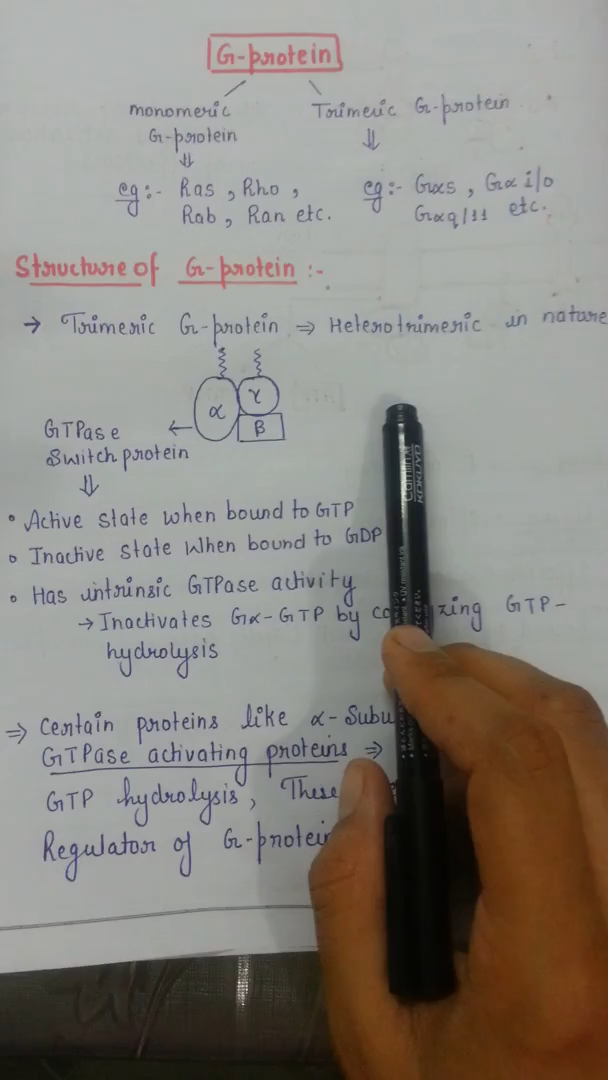 G-protein
monomeric
G-protein
Trimeric G-protein
eg:- Ras, Rho,
Rab, Ran etc.
eg:- Gαs, Gα i/o
Gαq/11 etc.
Structure of G-protein :-
→ Trimeric G-protein ⇒ Heterotrimeric in nature
α
γ
β
GTPase
Switch protein
• Active state when bound to GTP
• Inactive state when bound to GDP
• Has intrinsic GTPase activity
→ Inactivates Gα-GTP by GTP-
hydrolysis
⇒ Certain proteins like α-
GTPase activating proteins ⇒
GTP hydrolysis, These
Regulator of G-protein
camlin